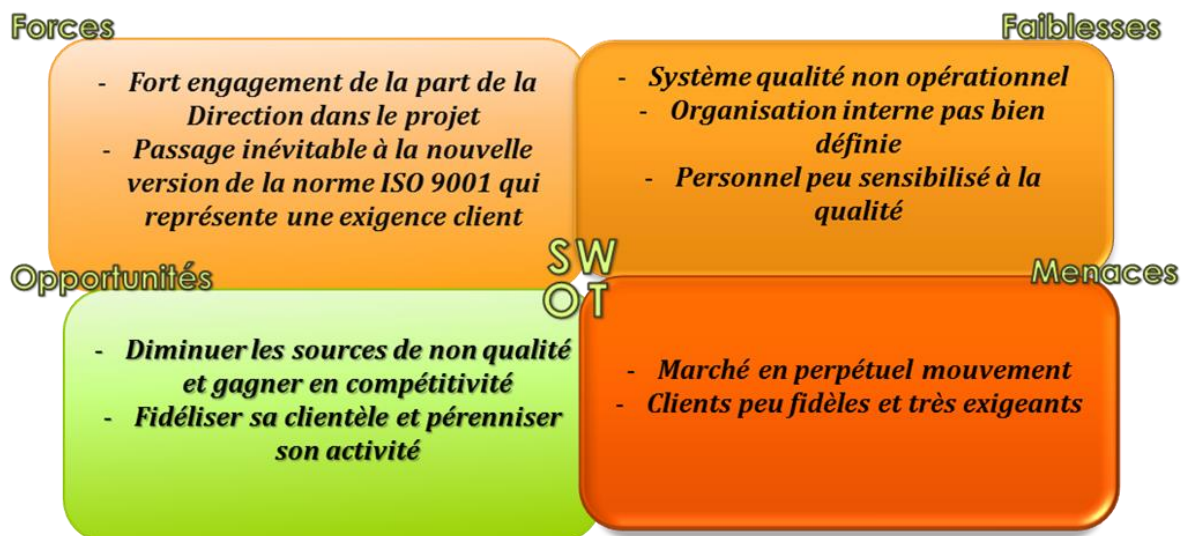 Forces
- Fort engagement de la part de la
Direction dans le projet
- Passage inévitable à la nouvelle
version de la norme ISO 9001 qui
représente une exigence client
Faiblesses
- Système qualité non opérationnel
- Organisation interne pas bien
définie
- Personnel peu sensibilisé à la
qualité
S W
O T
Opportunités
- Diminuer les sources de non qualité
et gagner en compétitivité
- Fidéliser sa clientèle et pérenniser
son activité
Menaces
- Marché en perpétuel mouvement
- Clients peu fidèles et très exigeants